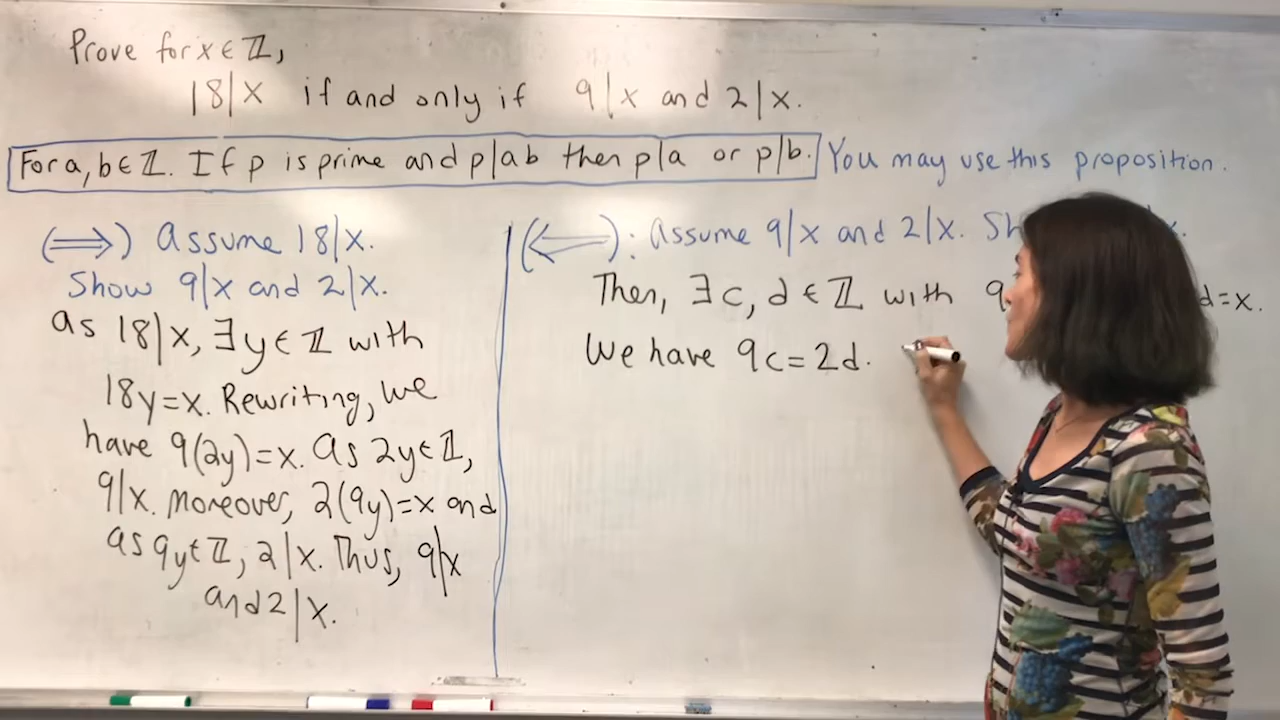 Prove for x ∈ ℤ,
18|x if and only if 9|x and 2|x.
For a, b ∈ ℤ. If p is prime and p|ab then p|a or p|b. You may use this proposition.
(⟹) Assume 18|x.
Show 9|x and 2|x.
As 18|x, ∃ y ∈ ℤ with
18y=x. Rewriting, we
have 9(2y)=x. As 2y ∈ ℤ,
9|x. Moreover, 2(9y)=x and
as 9y ∈ ℤ, 2|x. Thus, 9|x
and 2|x.
(⟸): Assume 9|x and 2|x. Sh x.
Then, ∃ c, d ∈ ℤ with 9 d=x.
We have 9c=2d.